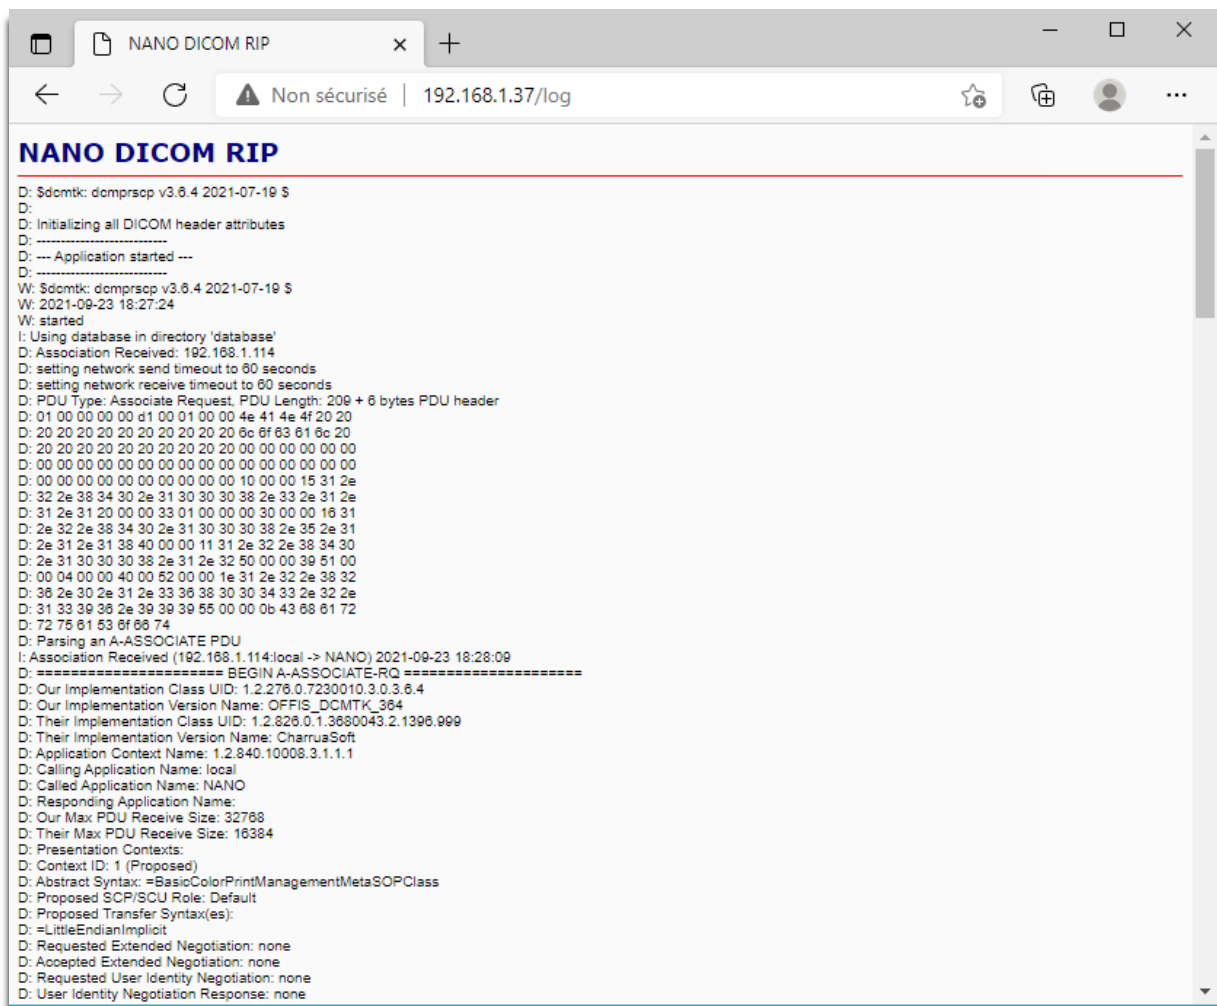 NANO DICOM RIP
Non sécurisé | 192.168.1.37/log
NANO DICOM RIP
D: $dcmtk: dcmprscp v3.6.4 2021-07-19 $
D:
D: Initializing all DICOM header attributes
D: ---------------------------
D: --- Application started ---
D: ---------------------------
W: $dcmtk: dcmprscp v3.6.4 2021-07-19 $
W: 2021-09-23 18:27:24
W: started
I: Using database in directory 'database'
D: Association Received: 192.168.1.114
D: setting network send timeout to 60 seconds
D: setting network receive timeout to 60 seconds
D: PDU Type: Associate Request, PDU Length: 209 + 6 bytes PDU header
D: 01 00 00 00 00 d1 00 01 00 00 4e 41 4e 4f 20 20
D: 20 20 20 20 20 20 20 20 20 20 6c 6f 63 61 6c 20
D: 20 20 20 20 20 20 20 20 20 20 00 00 00 00 00 00
D: 00 00 00 00 00 00 00 00 00 00 00 00 00 00 00 00
D: 00 00 00 00 00 00 00 00 00 00 10 00 00 15 31 2e
D: 32 2e 38 34 30 2e 31 30 30 30 38 2e 33 2e 31 2e
D: 31 2e 31 20 00 00 33 01 00 00 00 30 00 00 16 31
D: 2e 32 2e 38 34 30 2e 31 30 30 30 38 2e 35 2e 31
D: 2e 31 2e 31 38 40 00 00 11 31 2e 32 2e 38 34 30
D: 2e 31 30 30 30 38 2e 31 2e 32 50 00 00 39 51 00
D: 00 04 00 00 40 00 52 00 00 1e 31 2e 32 2e 38 32
D: 36 2e 30 2e 31 2e 33 36 38 30 30 34 33 2e 32 2e
D: 31 33 39 36 2e 39 39 39 55 00 00 0b 43 68 61 72
D: 72 75 61 53 6f 66 74
D: Parsing an A-ASSOCIATE PDU
I: Association Received (192.168.1.114:local -> NANO) 2021-09-23 18:28:09
D: ====================== BEGIN A-ASSOCIATE-RQ =====================
D: Our Implementation Class UID: 1.2.276.0.7230010.3.0.3.6.4
D: Our Implementation Version Name: OFFIS_DCMTK_364
D: Their Implementation Class UID: 1.2.826.0.1.3680043.2.1396.999
D: Their Implementation Version Name: CharruaSoft
D: Application Context Name: 1.2.840.10008.3.1.1.1
D: Calling Application Name: local
D: Called Application Name: NANO
D: Responding Application Name:
D: Our Max PDU Receive Size: 32768
D: Their Max PDU Receive Size: 16384
D: Presentation Contexts:
D: Context ID: 1 (Proposed)
D: Abstract Syntax: =BasicColorPrintManagementMetaSOPClass
D: Proposed SCP/SCU Role: Default
D: Proposed Transfer Syntax(es):
D: =LittleEndianImplicit
D: Requested Extended Negotiation: none
D: Accepted Extended Negotiation: none
D: Requested User Identity Negotiation: none
D: User Identity Negotiation Response: none